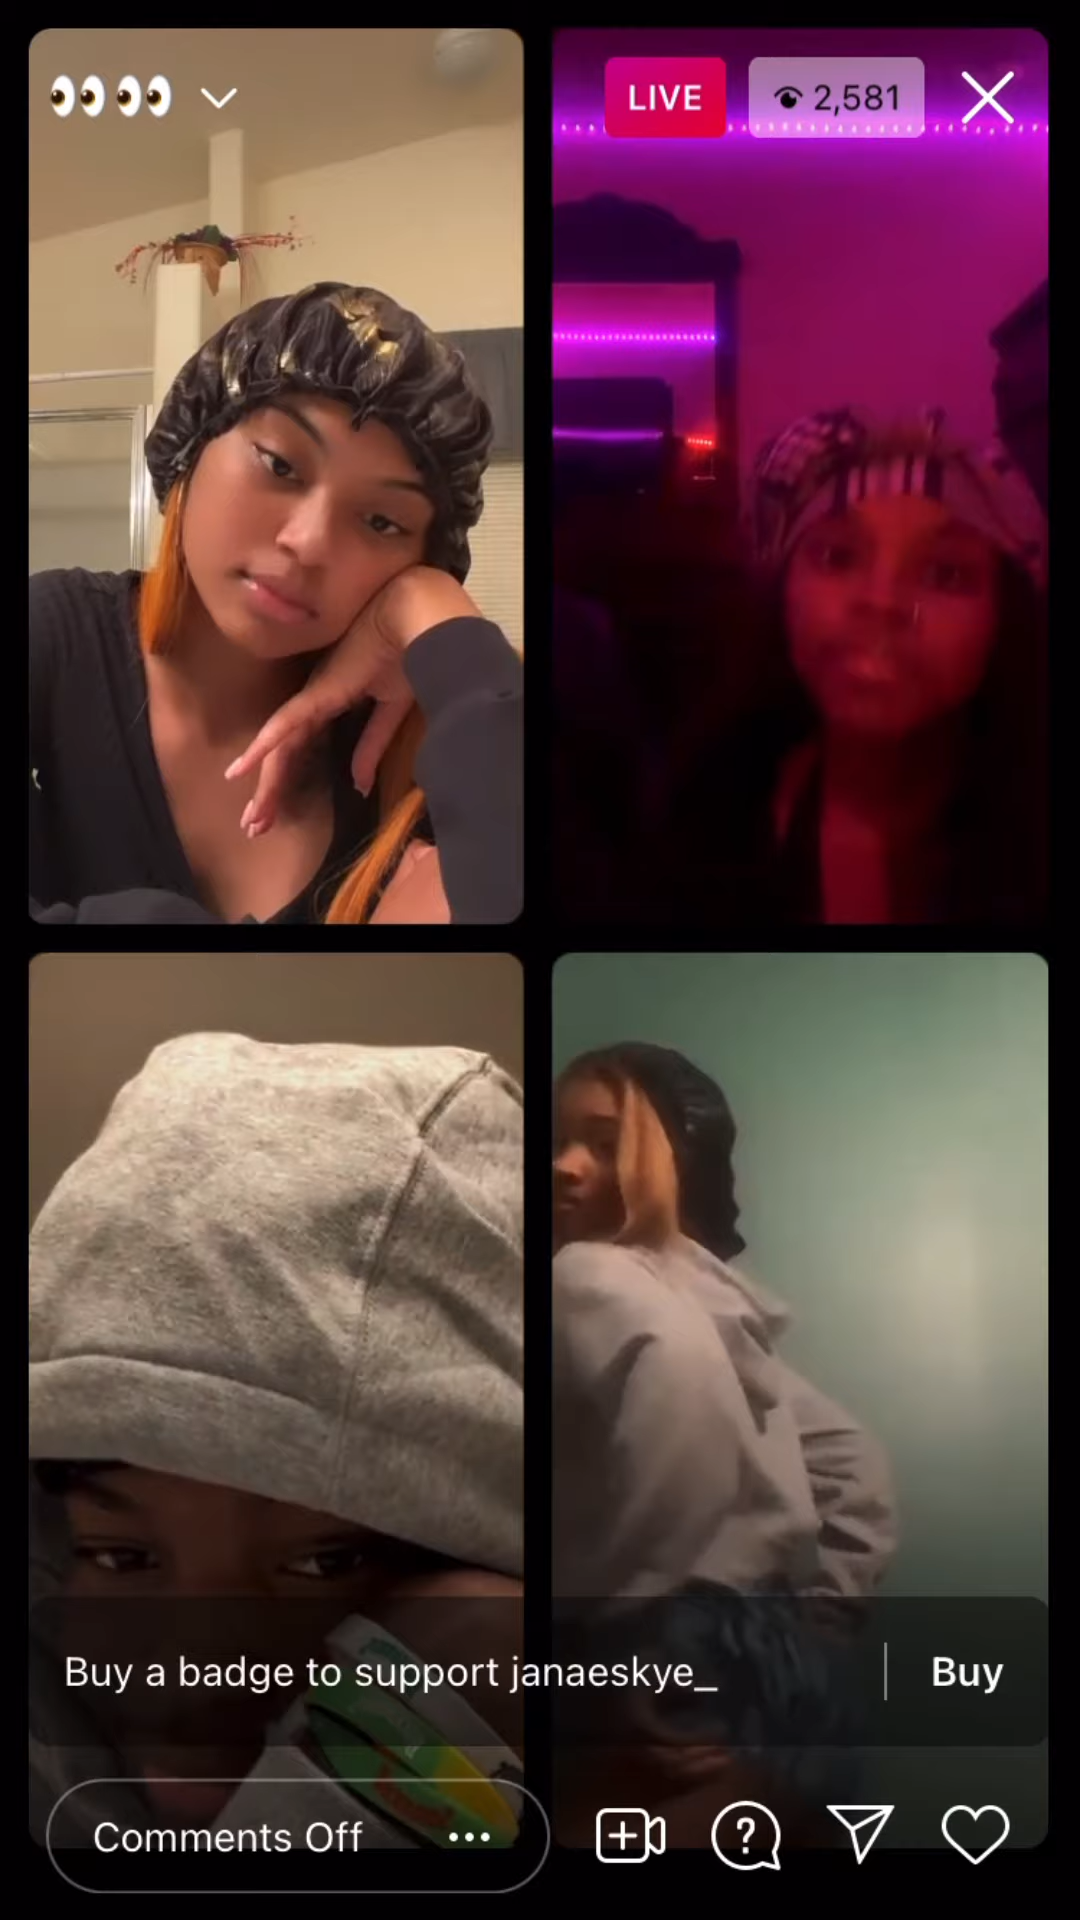 👀👀
LIVE
2,581
Buy a badge to support janaeskye_
Buy
Comments Off